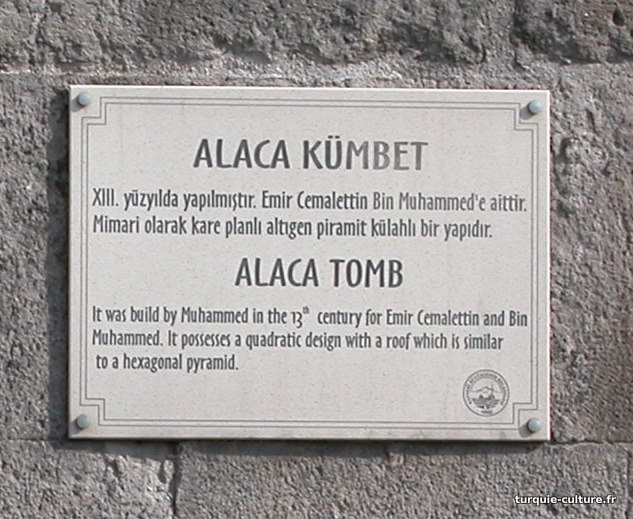 ALACA KÜMBET
XIII. yüzyılda yapılmıştır. Emir Cemalettin Bin Muhammed'e aittir.
Mimari olarak kare planlı altıgen piramit külahlı bir yapıdır.
ALACA TOMB
It was build by Muhammed in the 13th century for Emir Cemalettin and Bin
Muhammed. It possesses a quadratic design with a roof which is similar
to a hexagonal pyramid.
turquie-culture.fr